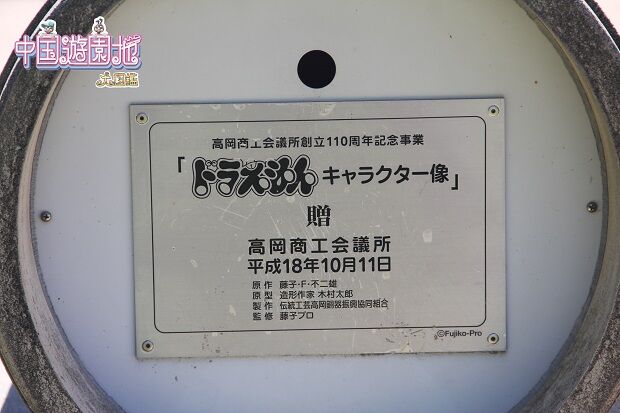 中国遊園地
大図鑑
高岡商工会議所創立110周年記念事業
「ドラえもん キャラクター像」
贈
高岡商工会議所
平成18年10月11日
原作 藤子・F・不二雄
原型 造形作家 木村太郎
製作 伝統工芸高岡銅器振興協同組合
監修 藤子プロ
©Fujiko-Pro